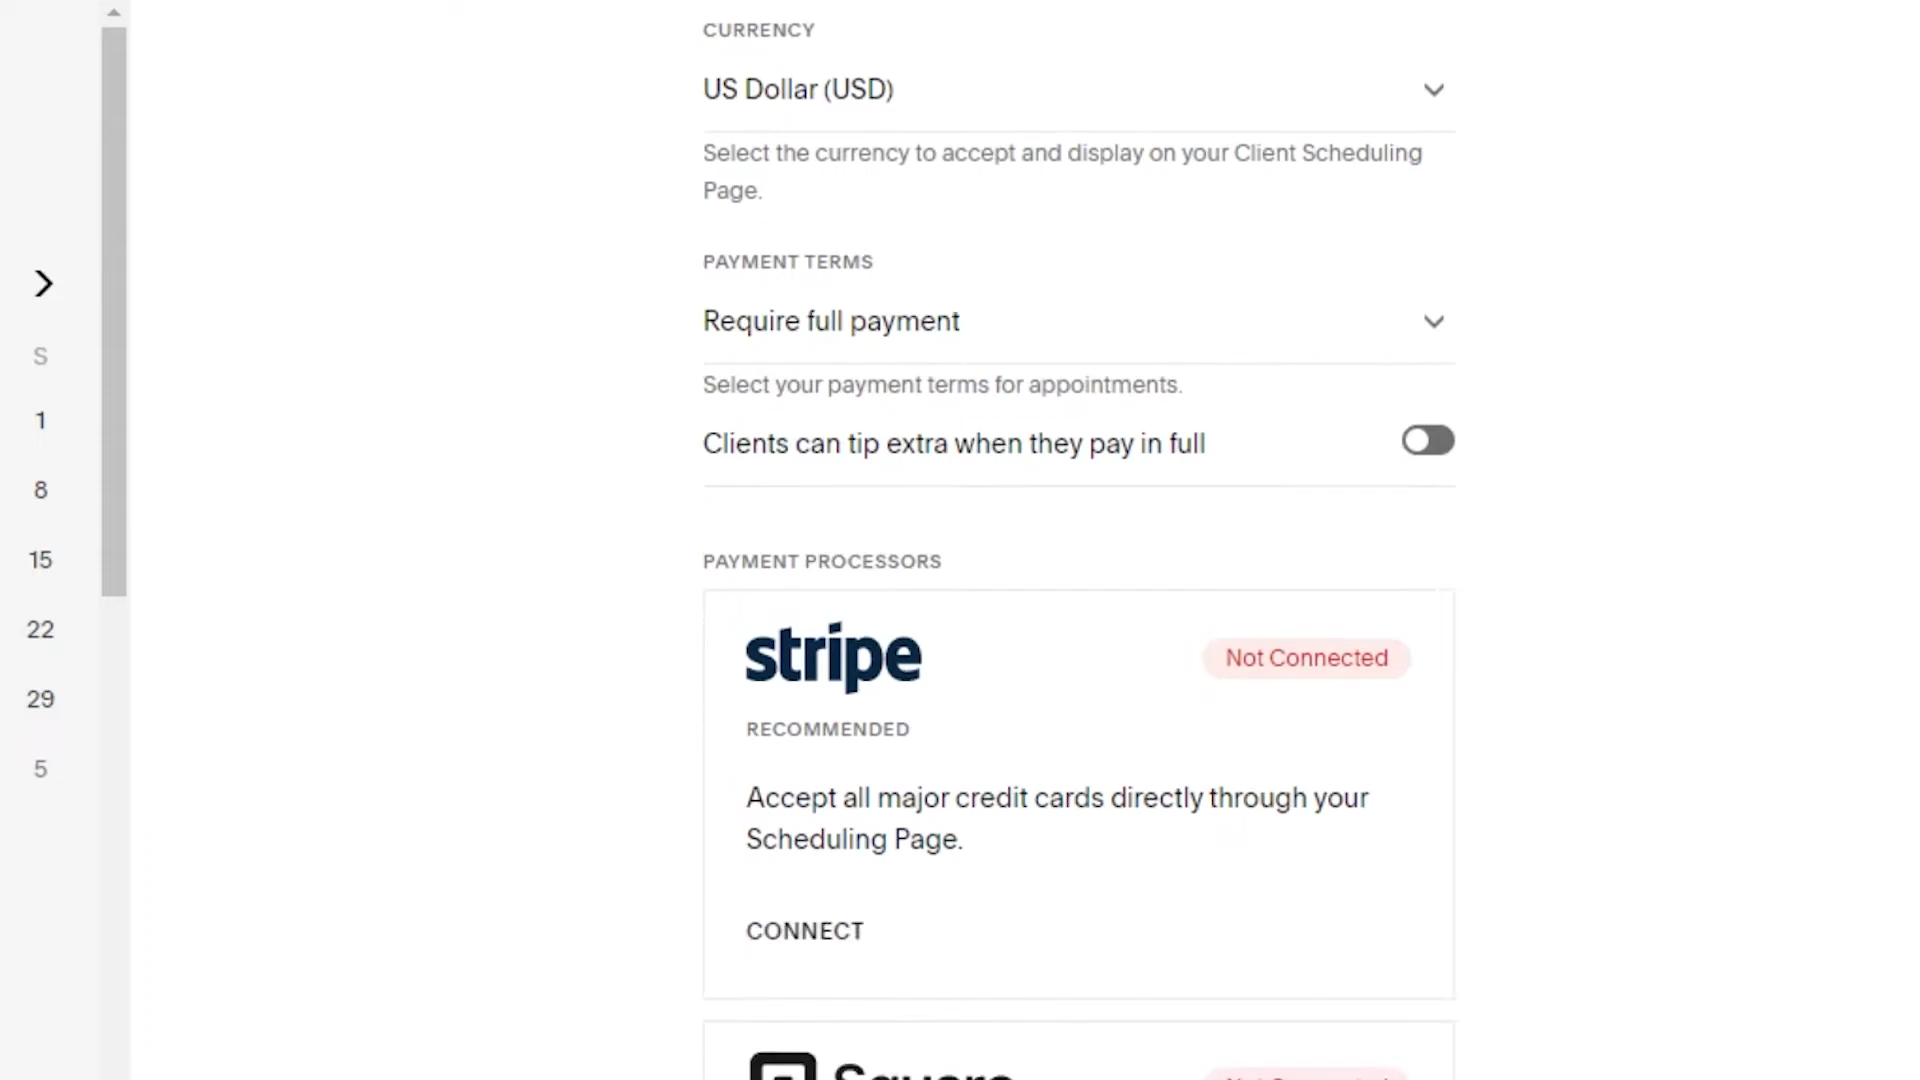 CURRENCY
US Dollar (USD)
Select the currency to accept and display on your Client Scheduling
Page.
PAYMENT TERMS
Require full payment
Select your payment terms for appointments.
Clients can tip extra when they pay in full
PAYMENT PROCESSORS
stripe
Not Connected
RECOMMENDED
Accept all major credit cards directly through your
Scheduling Page.
CONNECT
Square
S
1
8
15
22
29
5